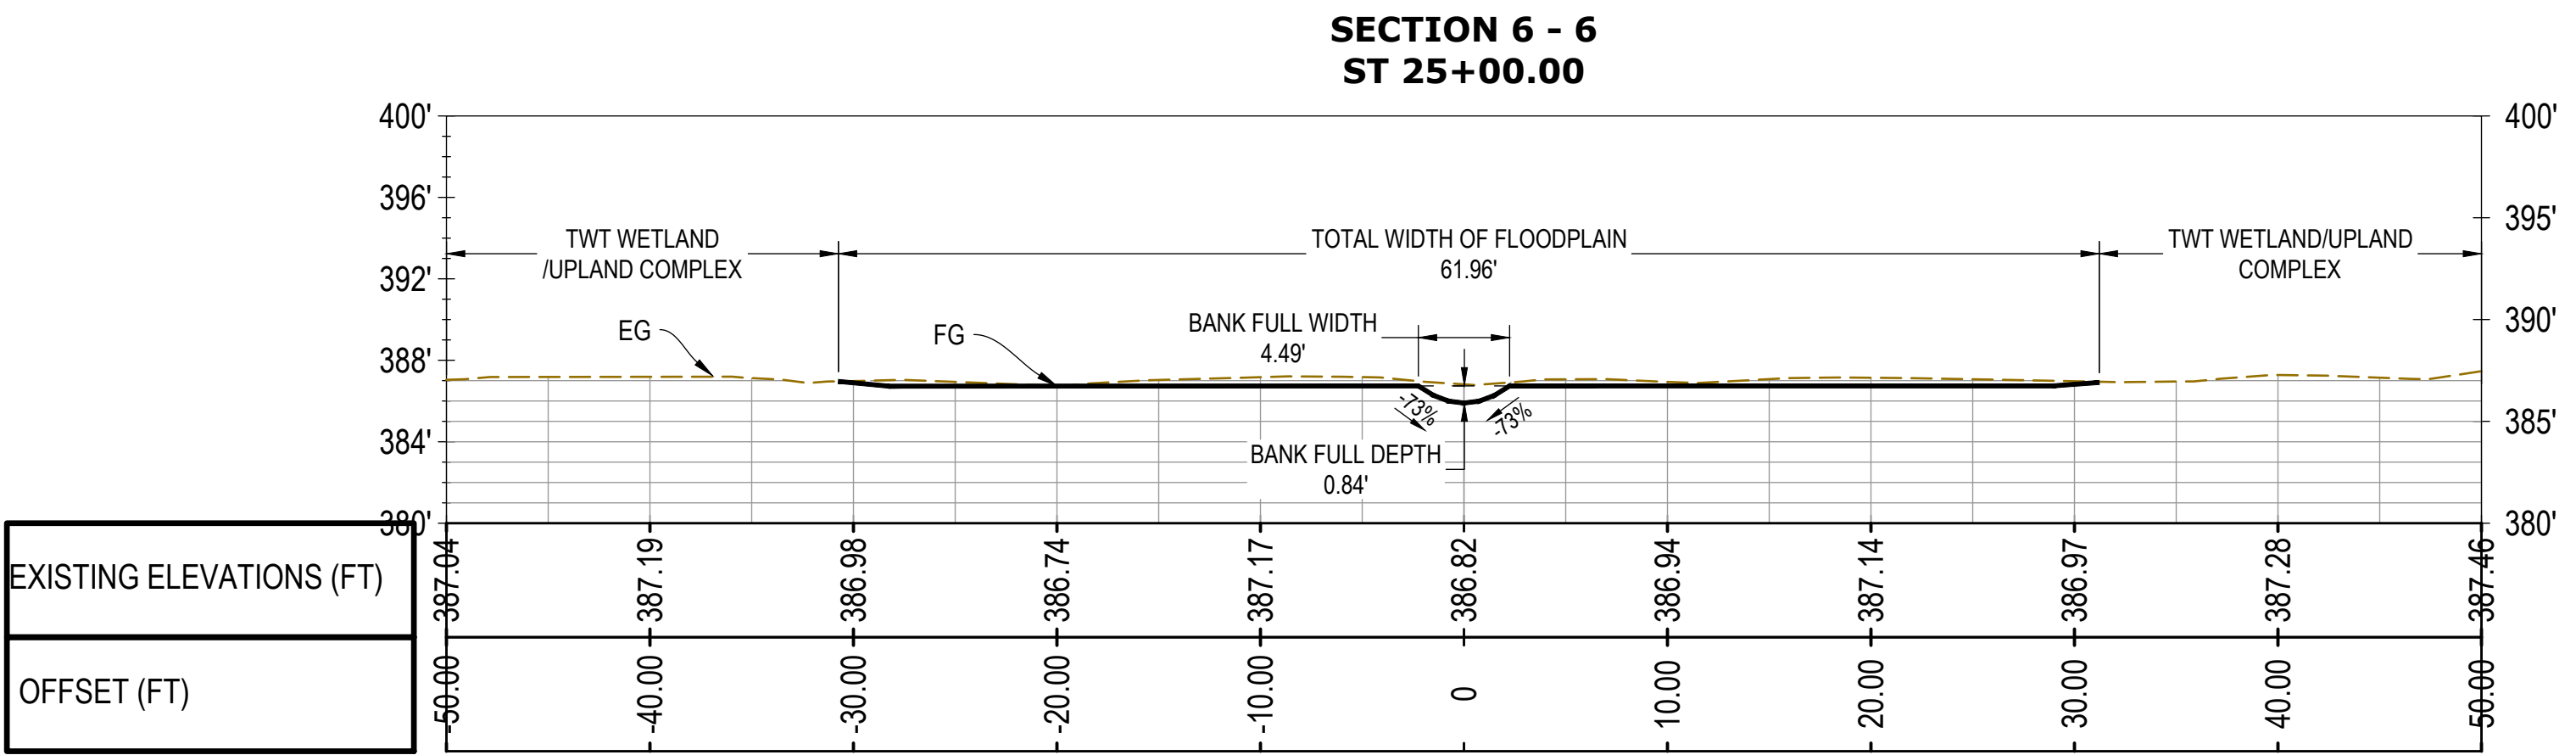 SECTION 6 - 6
ST 25+00.00
400'
396'
392'
388'
384'
380'
400'
395'
390'
385'
380'
TWT WETLAND
/UPLAND COMPLEX
TOTAL WIDTH OF FLOODPLAIN
61.96'
TWT WETLAND/UPLAND
COMPLEX
EG
FG
BANK FULL WIDTH
4.49'
-73%
-73%
BANK FULL DEPTH
0.84'
EXISTING ELEVATIONS (FT)
387.04
387.19
386.98
386.74
387.17
386.82
386.94
387.14
386.97
387.28
387.46
OFFSET (FT)
-50.00
-40.00
-30.00
-20.00
-10.00
0
10.00
20.00
30.00
40.00
50.00